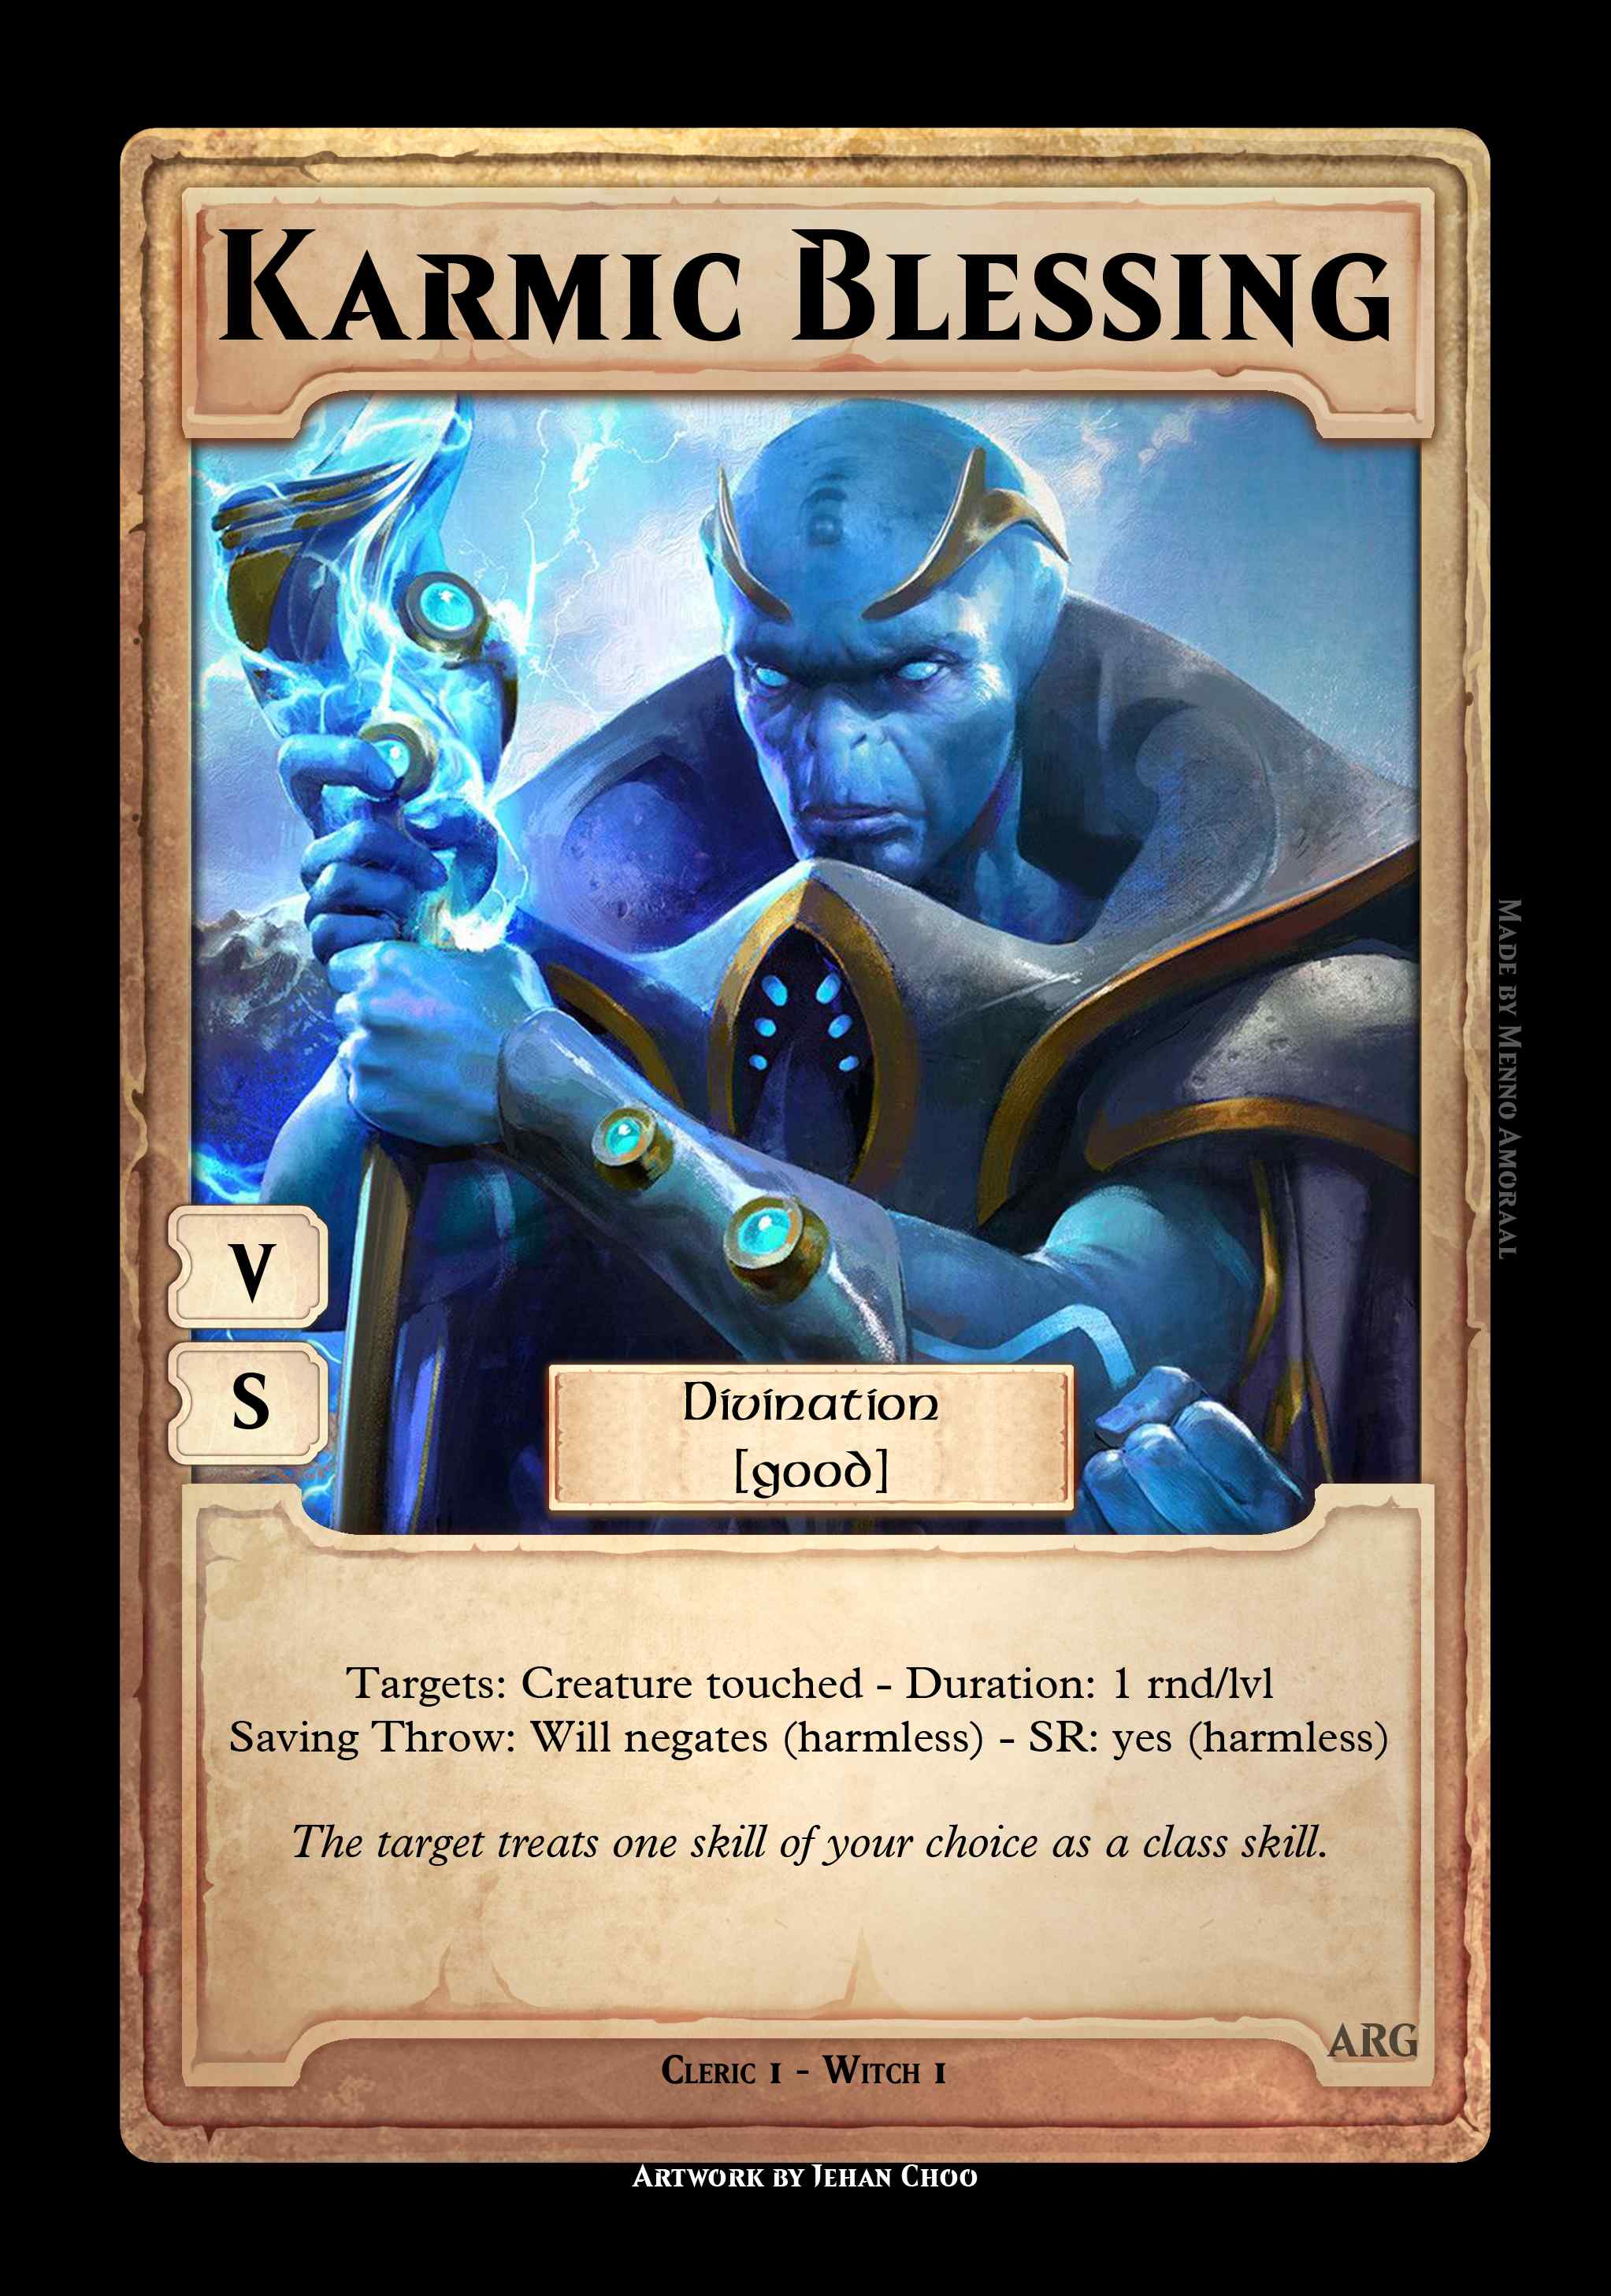 Karmic Blessing
V
S
Divination
[good]
Targets: Creature touched - Duration: 1 rnd/lvl
Saving Throw: Will negates (harmless) - SR: yes (harmless)
The target treats one skill of your choice as a class skill.
ARG
Cleric 1 - Witch 1
Artwork by Jehan Choo
Made by Menno Amoraal